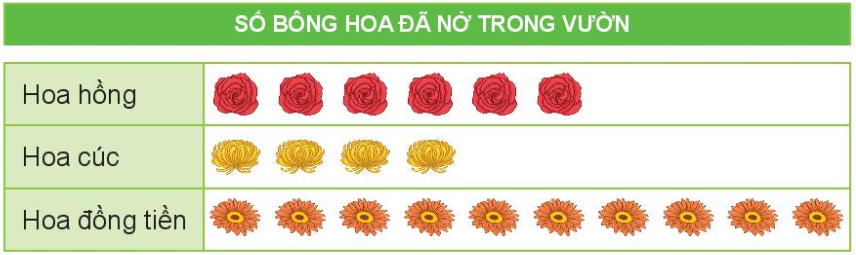 SỐ BÔNG HOA ĐÃ NỞ TRONG VƯỜN
Hoa hồng
Hoa cúc
Hoa đồng tiền